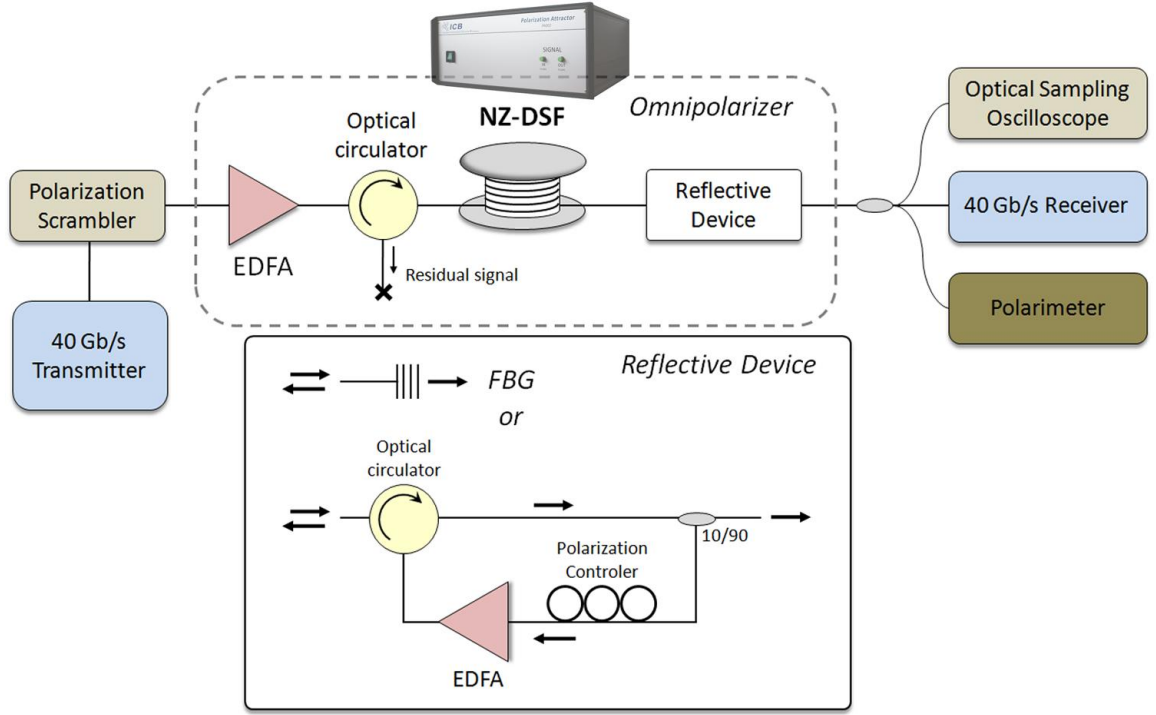 ICB
Polarization Attractor
SIGNAL
Omnipolarizer
NZ-DSF
Optical
circulator
Polarization
Scrambler
EDFA
Residual signal
Reflective
Device
40 Gb/s
Transmitter
Optical Sampling
Oscilloscope
40 Gb/s Receiver
Polarimeter
Reflective Device
FBG
or
Optical
circulator
10/90
Polarization
Controler
EDFA